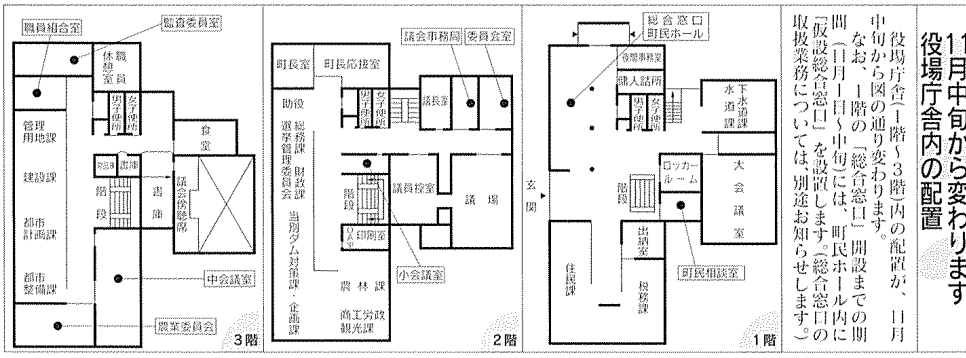 11月中旬から変わります
役場庁舎内の配置
役場庁舎(1階～3階)内の配置が、11月
中旬から図の通り変わります。
なお、1階の「総合窓口」開設までの期
間(11月1日～中旬)には、町民ホール内に
「仮設総合窓口」を設置します。(総合窓口の
取扱業務については、別途お知らせします。)
総合窓口
町民ホール
夜間事務室
個人詰所
男子便所
女子便所
下水道課
水道課
ロッカー
ルーム
大会議室
玄関
階段
町民相談室
出納室
住民課
税務課
1階
議会事務局
委員会室
町長室
町長応接室
議長室
助役
男子便所
女子便所
総務課 財政課
選挙管理委員会
階段
議員控室
議場
印刷室
小会議室
当別ダム対策課・企画課
農林課
商工労政
観光課
2階
監査委員室
職員組合室
職員
休憩室
男子便所
女子便所
食堂
管理
用地課
書庫
建設課
階段
書庫
議会傍聴席
都市
計画課
都市
整備課
中会議室
農業委員会
3階